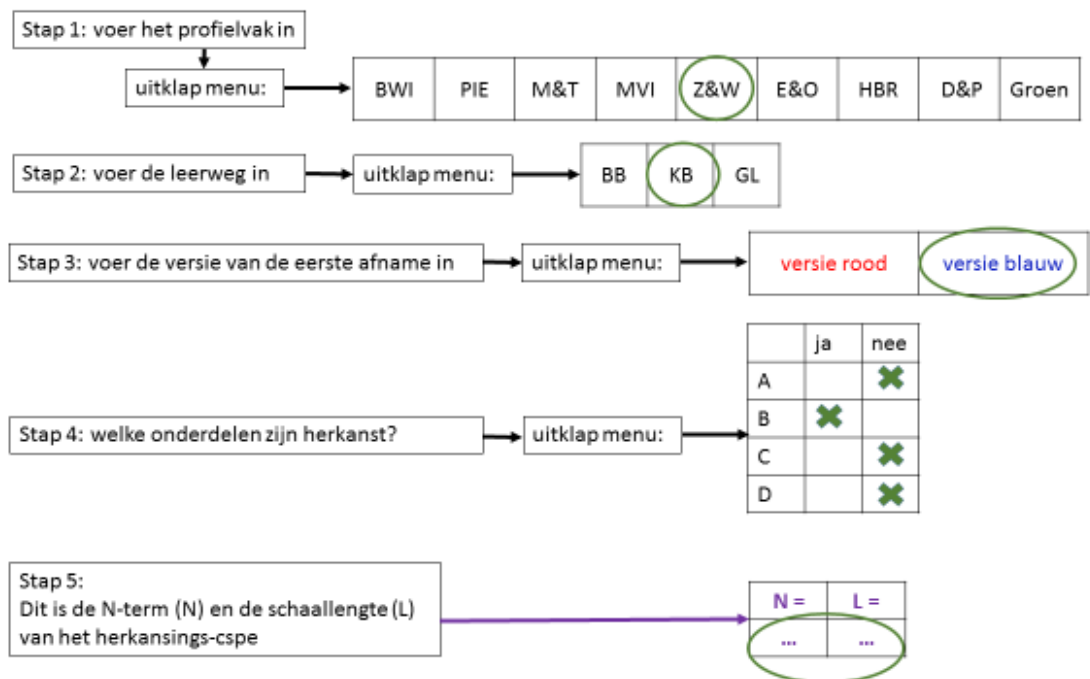 Stap 1: voer het profielvak in
uitklap menu:
BWI PIE M&T MVI Z&W E&O HBR D&P Groen
Stap 2: voer de leerweg in
uitklap menu:
BB KB GL
Stap 3: voer de versie van de eerste afname in
uitklap menu:
versie rood versie blauw
Stap 4: welke onderdelen zijn herkanst?
uitklap menu:
ja nee
A
B
C
D
Stap 5:
Dit is de N-term (N) en de schaallengte (L)
van het herkansings-cspe
N = L =
... ...